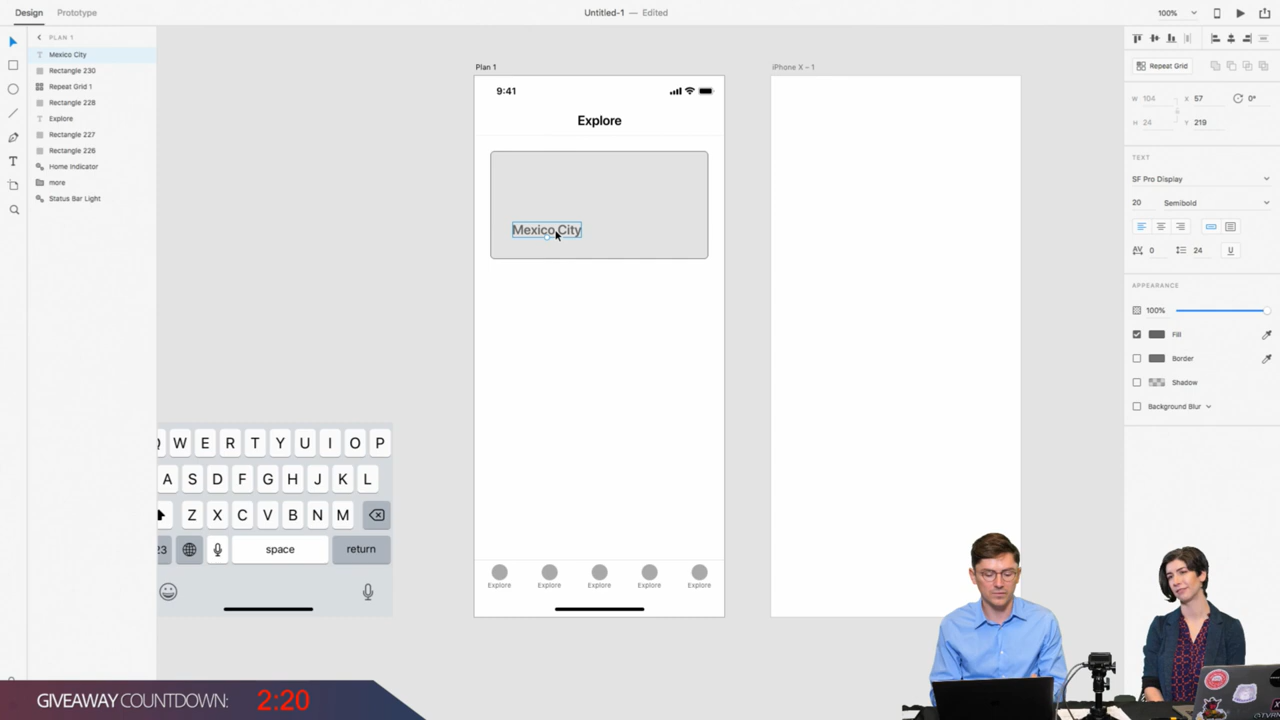 Design Prototype
Untitled-1 — Edited
100%
PLAN 1
Mexico City
Rectangle 230
Repeat Grid 1
Rectangle 228
Explore
Rectangle 227
Rectangle 226
Home Indicator
more
Status Bar Light
Plan 1
9:41
Explore
Mexico City
Explore Explore Explore Explore Explore
iPhone X – 1
Q W E R T Y U I O P
A S D F G H J K L
Z X C V B N M
23 space return
Repeat Grid
W 104 X 57 0°
H 24 Y 219
TEXT
SF Pro Display
20 Semibold
AV 0 24 U
APPEARANCE
100%
Fill
Border
Shadow
Background Blur
GIVEAWAY COUNTDOWN: 2:20